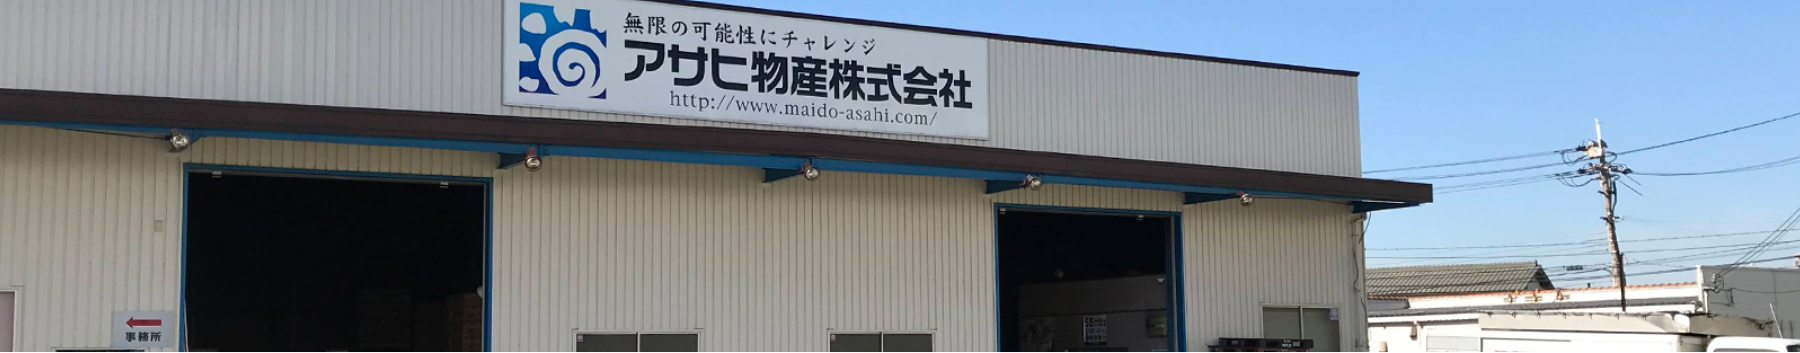 無限の可能性にチャレンジ
アサヒ物産株式会社
http://www.maido-asahi.com/
事務所